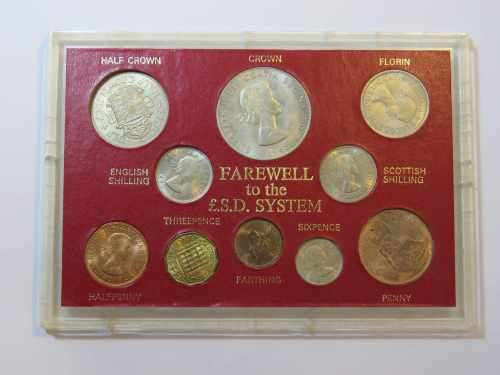 HALF CROWN
CROWN
FLORIN
ENGLISH
SHILLING
FAREWELL
to the
£.S.D. SYSTEM
SCOTTISH
SHILLING
THREEPENCE
SIXPENCE
HALFPENNY
FARTHING
PENNY